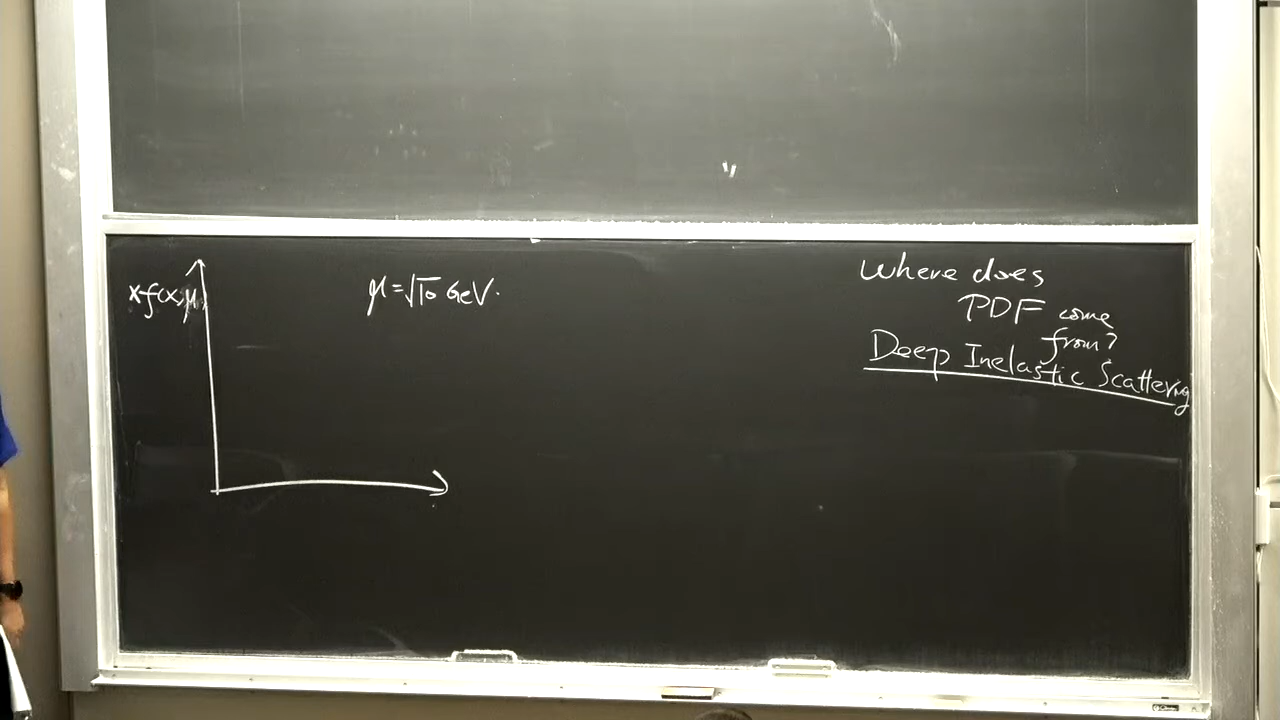 x f(x,μ)
μ = √10 GeV.
Where does
PDF come
from?
Deep Inelastic Scattering